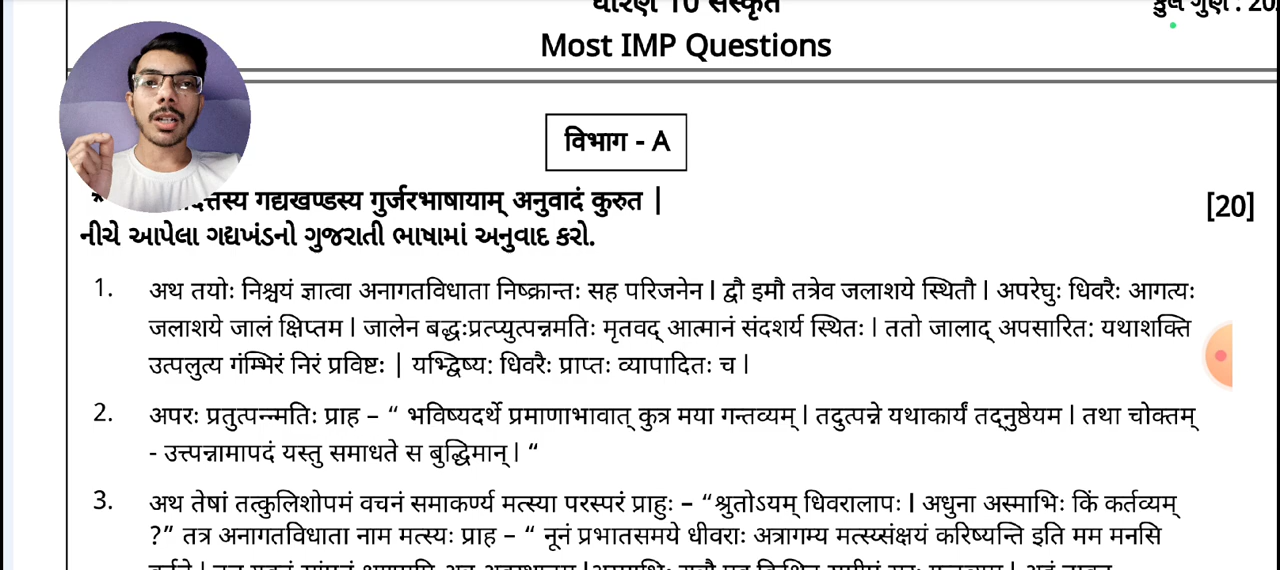 धोरण 10 संस्कृत
કુલ ગુણ : 20
Most IMP Questions
विभाग - A
गद्यखण्डस्य गुर्जरभाषायाम् अनुवादं कुरुत |
[20]
નીચે આપેલા ગદ્યખંડનો ગુજરાતી ભાષામાં અનુવાદ કરો.
1. अथ तयोः निश्चयं ज्ञात्वा अनागतविधाता निष्क्रान्तः सह परिजनेन । द्वौ इमौ तत्रेव जलाशये स्थितौ । अपरेघुः धिवरैः आगत्यः
जलाशये जालं क्षिप्तम । जालेन बद्धःप्रत्प्युत्पन्नमतिः मृतवद् आत्मानं संदशर्य स्थितः । ततो जालाद् अपसारित: यथाशक्ति
उत्पलुत्य गंम्भिरं निरं प्रविष्टः | यभ्द्विष्य: धिवरैः प्राप्तः व्यापादितः च ।
2. अपरः प्रतुत्पन्न्मतिः प्राह – “ भविष्यदर्थे प्रमाणाभावात् कुत्र मया गन्तव्यम् । तदुत्पन्ने यथाकार्यं तद्नुष्ठेयम । तथा चोक्तम्
- उत्त्पन्नामापदं यस्तु समाधते स बुद्धिमान् । “
3. अथ तेषां तत्कुलिशोपमं वचनं समाकर्ण्य मत्स्या परस्परं प्राहुः – “श्रुतोऽयम् धिवरालापः । अधुना अस्माभिः किं कर्तव्यम्
?” तत्र अनागतविधाता नाम मत्स्यः प्राह – “ नूनं प्रभातसमये धीवराः अत्रागम्य मत्स्य्संक्षयं करिष्यन्ति इति मम मनसि